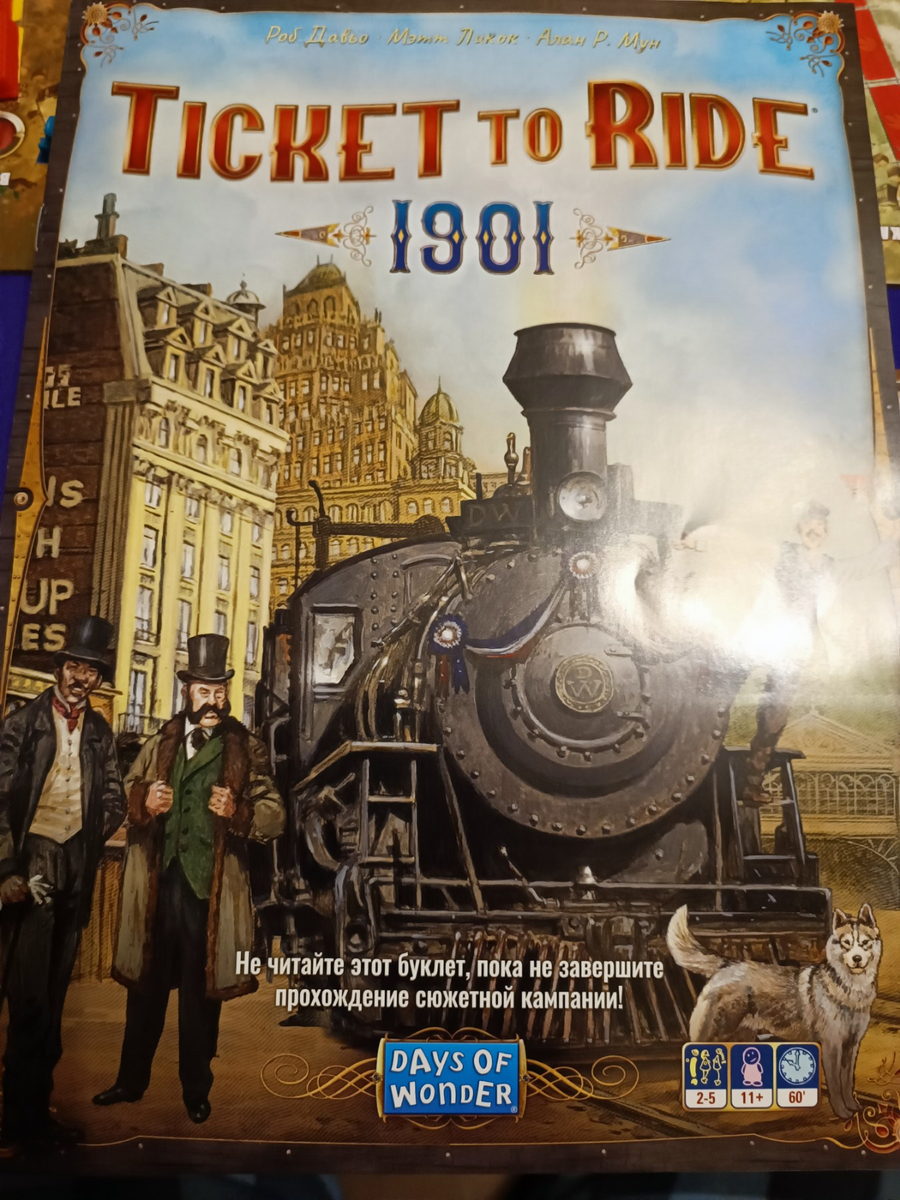 Роб Давьо · Мэтт Ликок · Алан Р. Мун
TICKET TO RIDE
1901
ILE
IS
H
UP
ES
DW
D
W
Не читайте этот буклет, пока не завершите
прохождение сюжетной кампании!
DAYS OF
WONDER®
2-5 11+ 60'